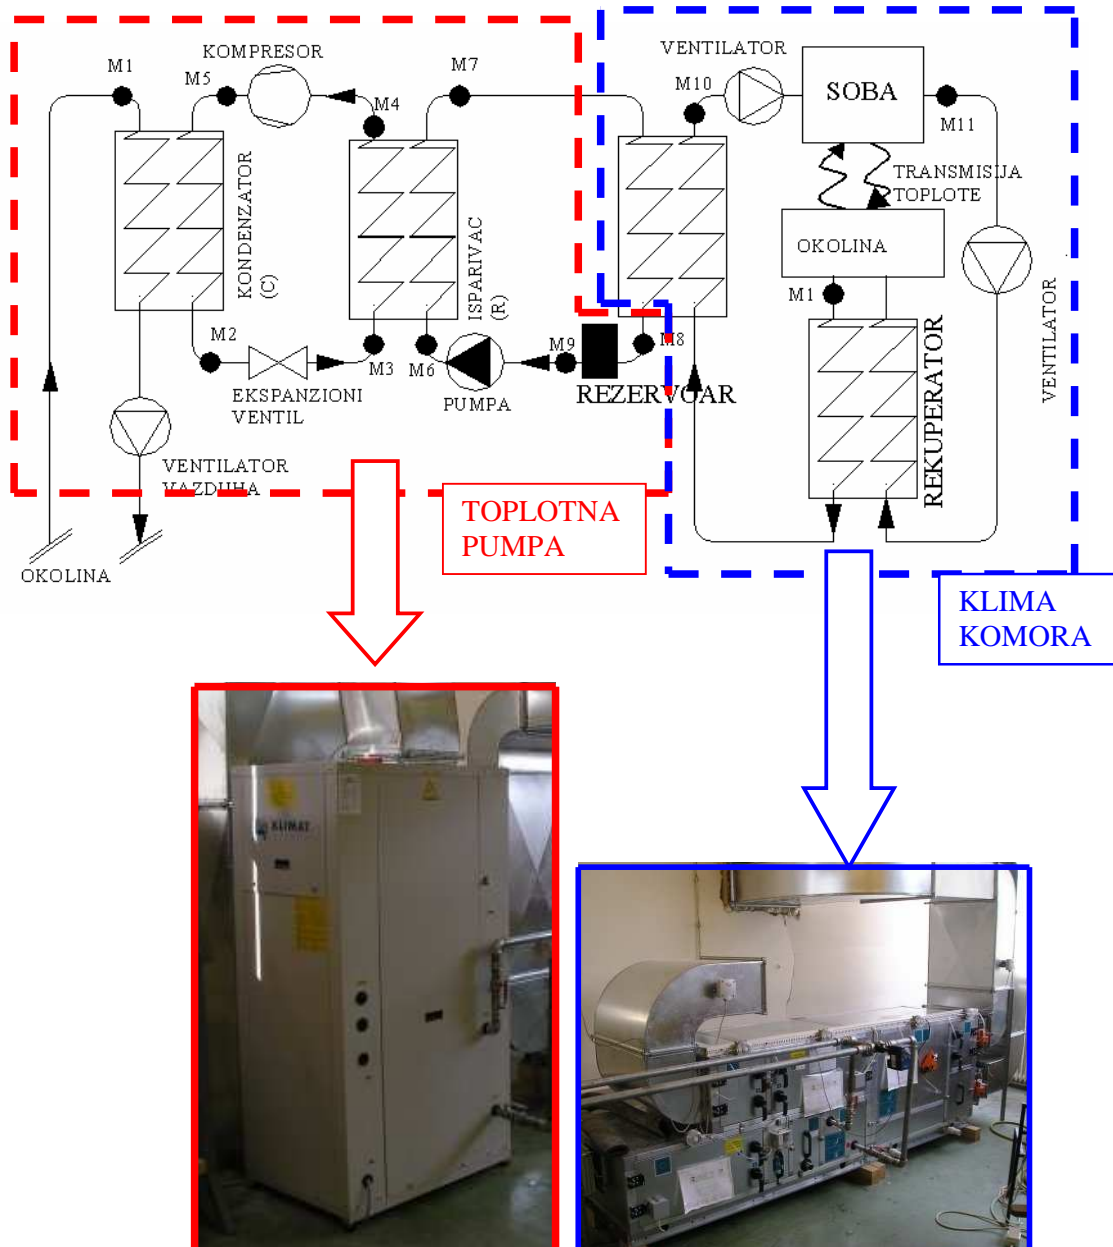 KOMPRESOR
M1
M5
M4
M7
KONDENZATOR
(C)
ISPARIVAC
(R)
M2
M3
M6
M9
M8
EKSPANZIONI
VENTIL
PUMPA
REZERVOAR
VENTILATOR
VAZDUHA
OKOLINA
VENTILATOR
M10
SOBA
M11
TRANSMISIJA
TOPLOTE
OKOLINA
M1
REKUPERATOR
VENTILATOR
TOPLOTNA
PUMPA
KLIMA
KOMORA
KLIMAT